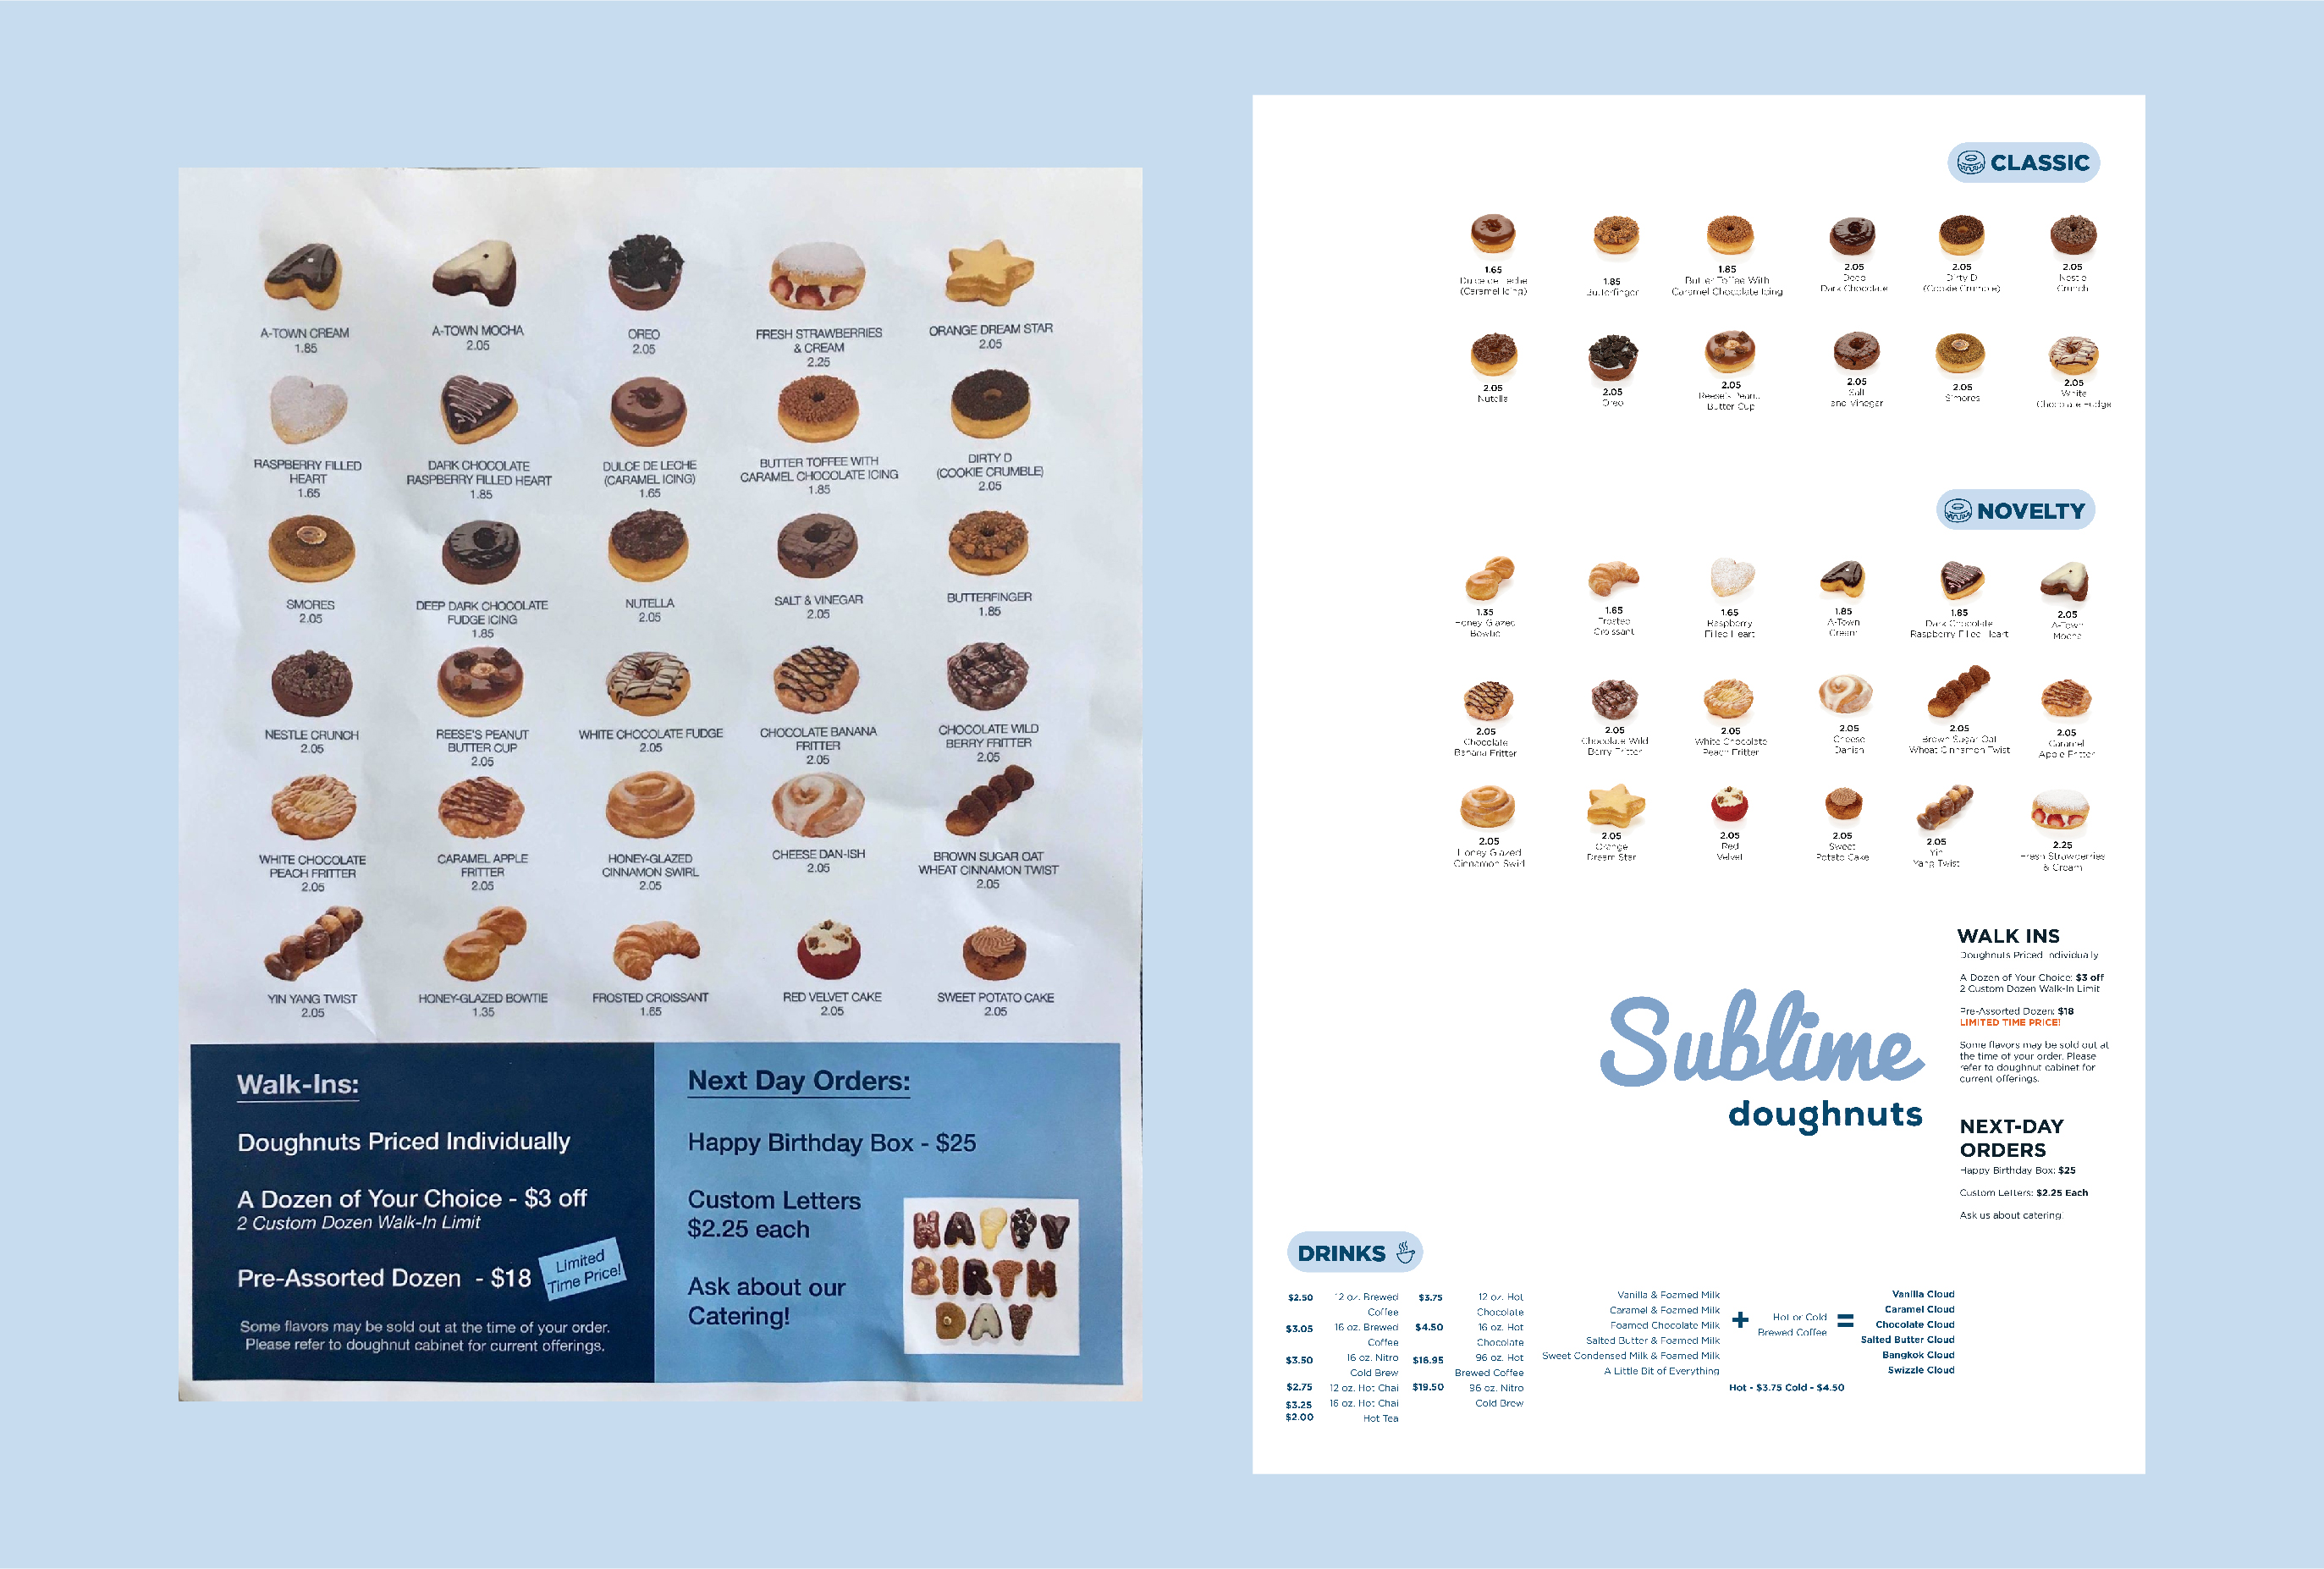 A-TOWN CREAM
1.85
A-TOWN MOCHA
2.05
OREO
2.05
FRESH STRAWBERRIES
& CREAM
2.25
ORANGE DREAM STAR
2.05
RASPBERRY FILLED
HEART
1.65
DARK CHOCOLATE
RASPBERRY FILLED HEART
1.85
DULCE DE LECHE
(CARAMEL ICING)
1.65
BUTTER TOFFEE WITH
CARAMEL CHOCOLATE ICING
1.85
DIRTY D
(COOKIE CRUMBLE)
2.05
SMORES
2.05
DEEP DARK CHOCOLATE
FUDGE ICING
1.85
NUTELLA
2.05
SALT & VINEGAR
2.05
BUTTERFINGER
1.85
NESTLE CRUNCH
2.05
REESE'S PEANUT
BUTTER CUP
2.05
WHITE CHOCOLATE FUDGE
2.05
CHOCOLATE BANANA
FRITTER
2.05
CHOCOLATE WILD
BERRY FRITTER
2.05
WHITE CHOCOLATE
PEACH FRITTER
2.05
CARAMEL APPLE
FRITTER
2.05
HONEY-GLAZED
CINNAMON SWIRL
2.05
CHEESE DAN-ISH
2.05
BROWN SUGAR OAT
WHEAT CINNAMON TWIST
2.05
YIN YANG TWIST
2.05
HONEY-GLAZED BOWTIE
1.35
FROSTED CROISSANT
1.65
RED VELVET CAKE
2.05
SWEET POTATO CAKE
2.05
Walk-Ins:
Doughnuts Priced Individually
A Dozen of Your Choice - $3 off
2 Custom Dozen Walk-In Limit
Pre-Assorted Dozen - $18
Limited
Time Price!
Some flavors may be sold out at the time of your order.
Please refer to doughnut cabinet for current offerings.
Next Day Orders:
Happy Birthday Box - $25
Custom Letters
$2.25 each
Ask about our
Catering!
HAPPY
BIRTH
DAY
CLASSIC
1.65
Dulce de Leche
(Caramel Icing)
1.85
Butterfinger
1.85
Butter Toffee With
Caramel Chocolate Icing
2.05
Deep
Dark Chocolate
2.05
Dirty D
(Cookie Crumble)
2.05
Nestle
Crunch
2.05
Nutella
2.05
Oreo
2.05
Reese's Peanut
Butter Cup
2.05
Salt
and Vinegar
2.05
S'mores
2.05
White
Chocolate Fudge
NOVELTY
1.35
Honey Glazed
Bowtie
1.65
Frosted
Croissant
1.65
Raspberry
Filled Heart
1.85
A-Town
Cream
1.85
Dark Chocolate
Raspberry Filled Heart
2.05
A-Town
Mocha
2.05
Chocolate
Banana Fritter
2.05
Chocolate Wild
Berry Fritter
2.05
White Chocolate
Peach Fritter
2.05
Cheese
Danish
2.05
Brown Sugar Oat
Wheat Cinnamon Twist
2.05
Caramel
Apple Fritter
2.05
Honey Glazed
Cinnamon Swirl
2.05
Orange
Dream Star
2.05
Red
Velvet
2.05
Sweet
Potato Cake
2.05
Yin
Yang Twist
2.25
Fresh Strawberries
& Cream
WALK INS
Doughnuts Priced Individually
A Dozen of Your Choice: $3 off
2 Custom Dozen Walk-In Limit
Pre-Assorted Dozen: $18
LIMITED TIME PRICE!
Some flavors may be sold out at
the time of your order. Please
refer to doughnut cabinet for
current offerings.
Sublime
doughnuts
NEXT-DAY
ORDERS
Happy Birthday Box: $25
Custom Letters: $2.25 Each
Ask us about catering!
DRINKS
$2.50 12 oz. Brewed
Coffee
$3.05 16 oz. Brewed
Coffee
$3.50 16 oz. Nitro
Cold Brew
$2.75 12 oz. Hot Chai
$3.25 16 oz. Hot Chai
$2.00 Hot Tea
$3.75 12 oz. Hot
Chocolate
$4.50 16 oz. Hot
Chocolate
$16.95 96 oz. Hot
Brewed Coffee
$19.50 96 oz. Nitro
Cold Brew
Vanilla & Foamed Milk
Caramel & Foamed Milk
Foamed Chocolate Milk
Salted Butter & Foamed Milk
Sweet Condensed Milk & Foamed Milk
A Little Bit of Everything
+
Hot or Cold
Brewed Coffee
=
Vanilla Cloud
Caramel Cloud
Chocolate Cloud
Salted Butter Cloud
Bangkok Cloud
Swizzle Cloud
Hot - $3.75 Cold - $4.50